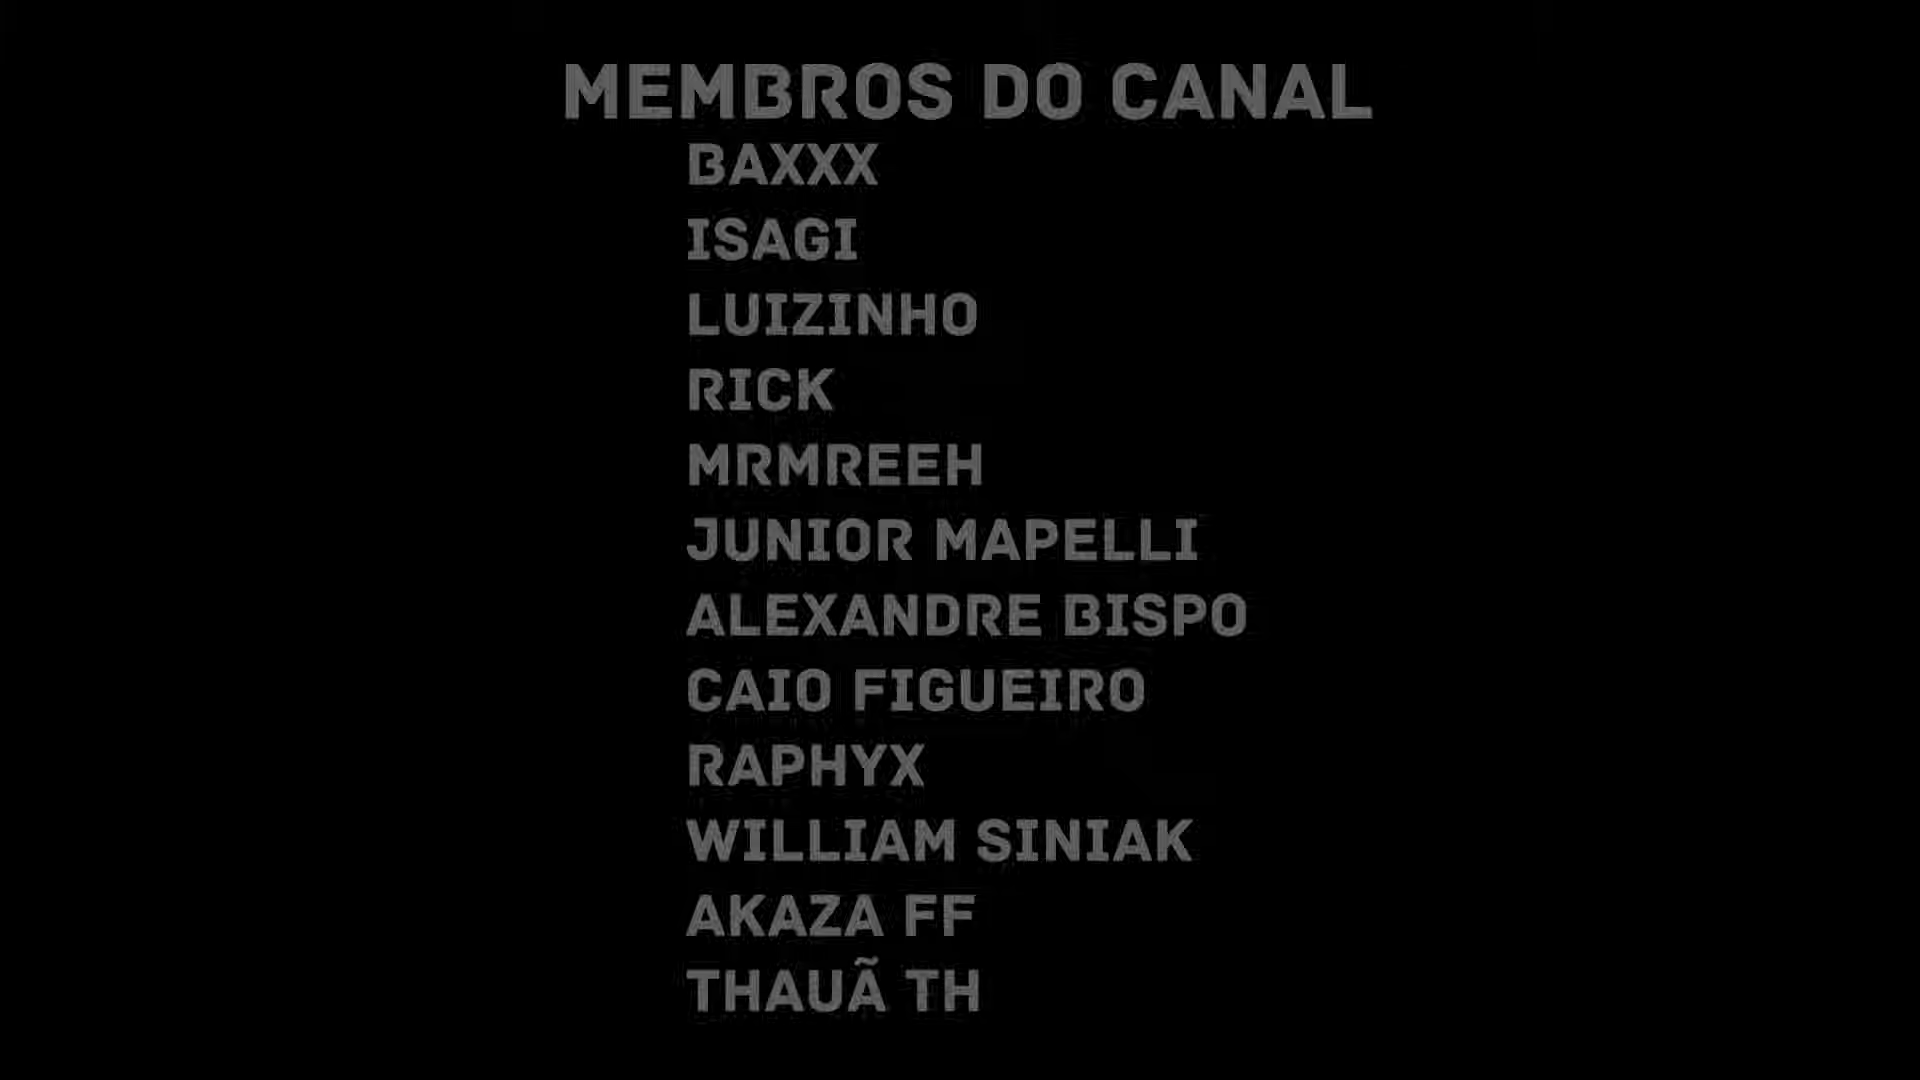 MEMBROS DO CANAL
BAXXX
ISAGI
LUIZINHO
RICK
MRMREEH
JUNIOR MAPELLI
ALEXANDRE BISPO
CAIO FIGUEIRO
RAPHYX
WILLIAM SINIAK
AKAZA FF
THAUÃ TH